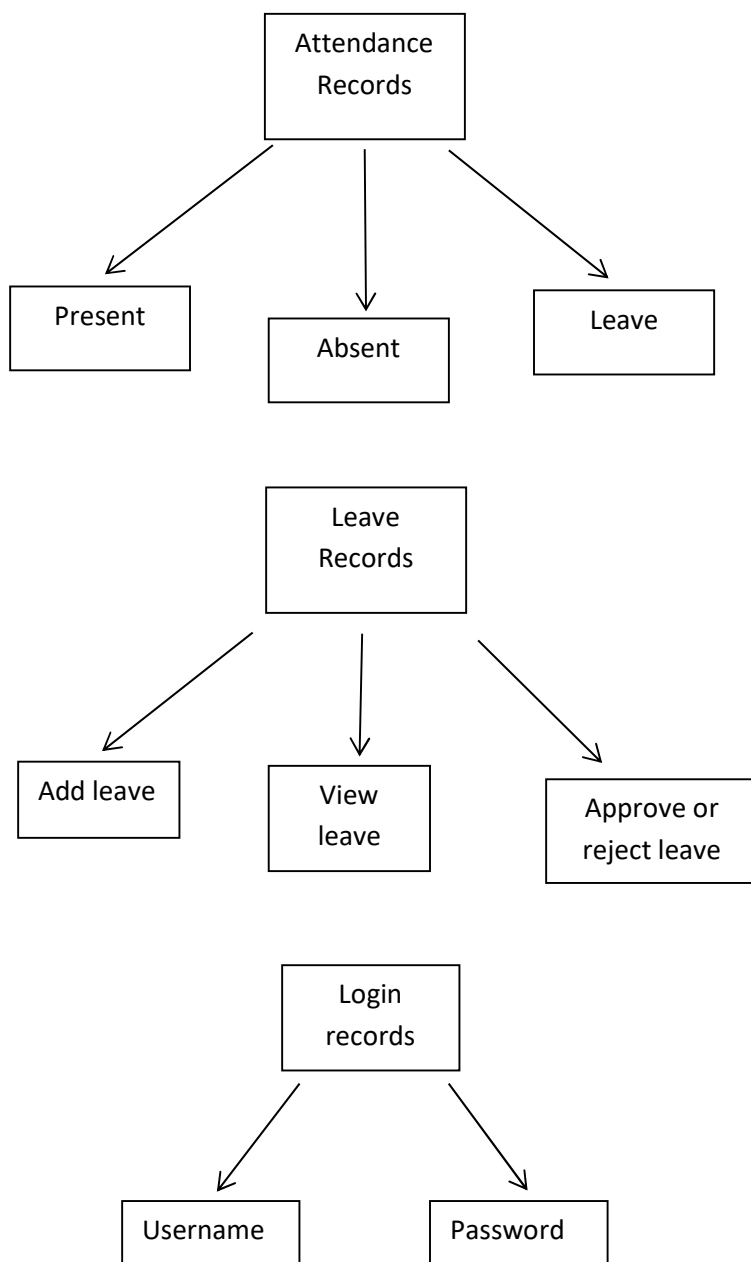 Attendance
Records
Present
Absent
Leave
Leave
Records
Add leave
View
leave
Approve or
reject leave
Login
records
Username
Password